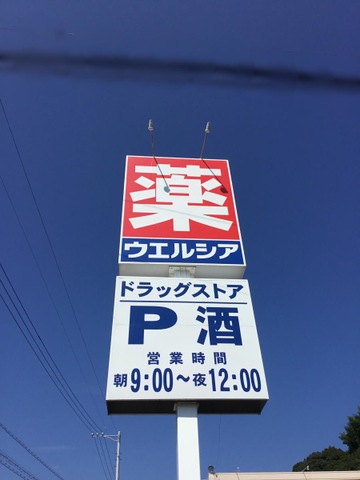 薬
ウエルシア
ドラッグストア
P 酒
営業時間
朝9:00～夜12:00
P